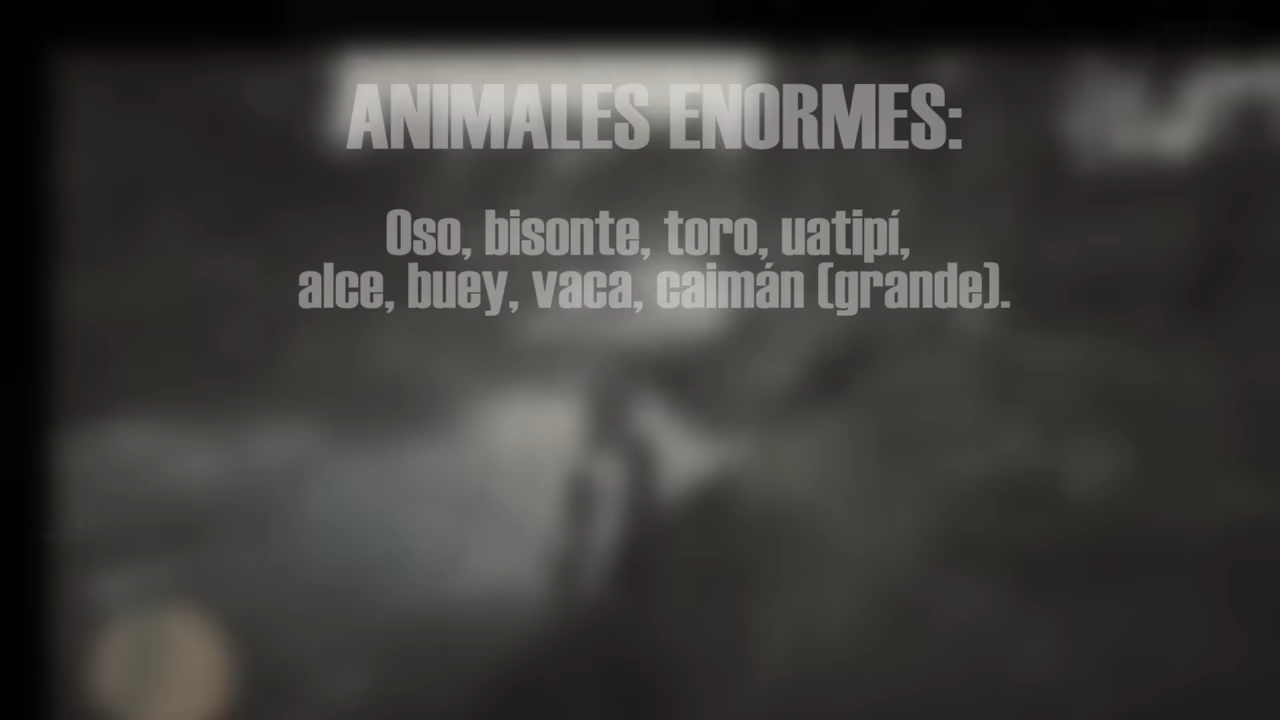 ANIMALES ENORMES:
Oso, bisonte, toro, uatipí,
alce, buey, vaca, caimán (grande).